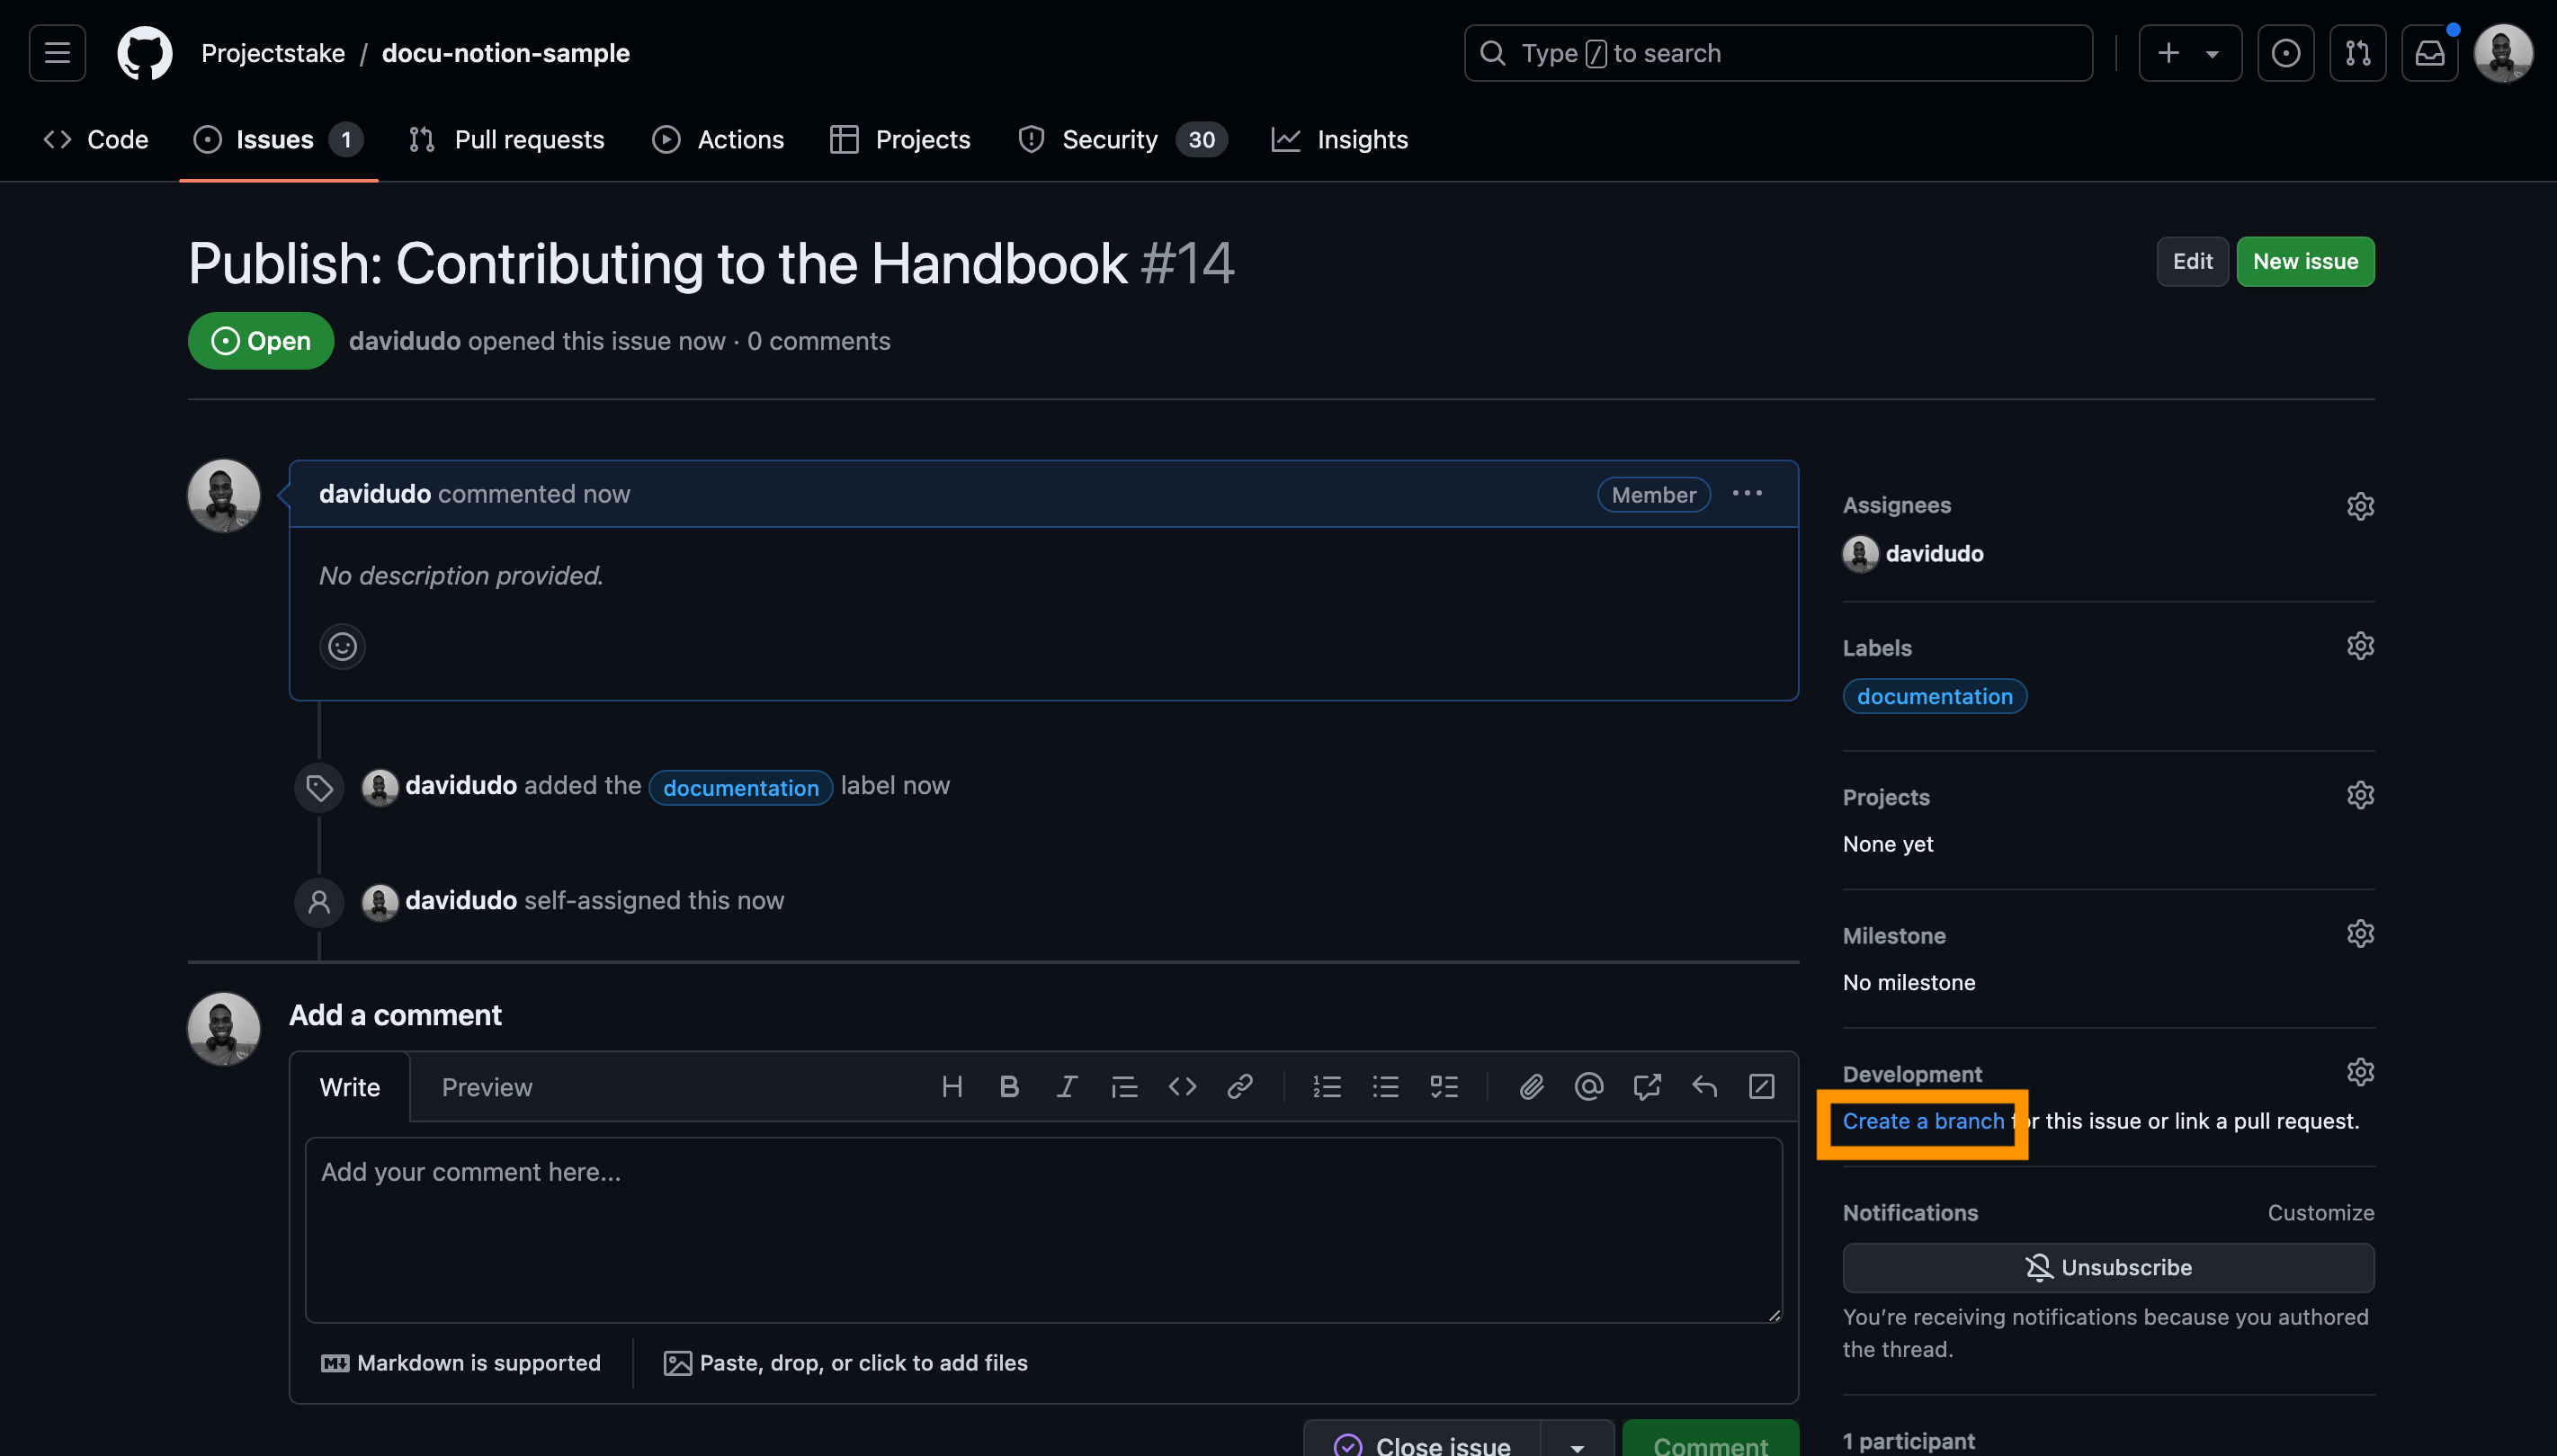 Projectstake / docu-notion-sample
Type / to search
Code
Issues 1
Pull requests
Actions
Projects
Security 30
Insights
Publish: Contributing to the Handbook #14
Edit
New issue
Open
davidudo opened this issue now · 0 comments
davidudo commented now
Member
No description provided.
davidudo added the documentation label now
davidudo self-assigned this now
Add a comment
Write
Preview
Add your comment here...
Markdown is supported
Paste, drop, or click to add files
Close issue
Comment
Assignees
davidudo
Labels
documentation
Projects
None yet
Milestone
No milestone
Development
Create a branch for this issue or link a pull request.
Notifications
Customize
Unsubscribe
You’re receiving notifications because you authored
the thread.
1 participant